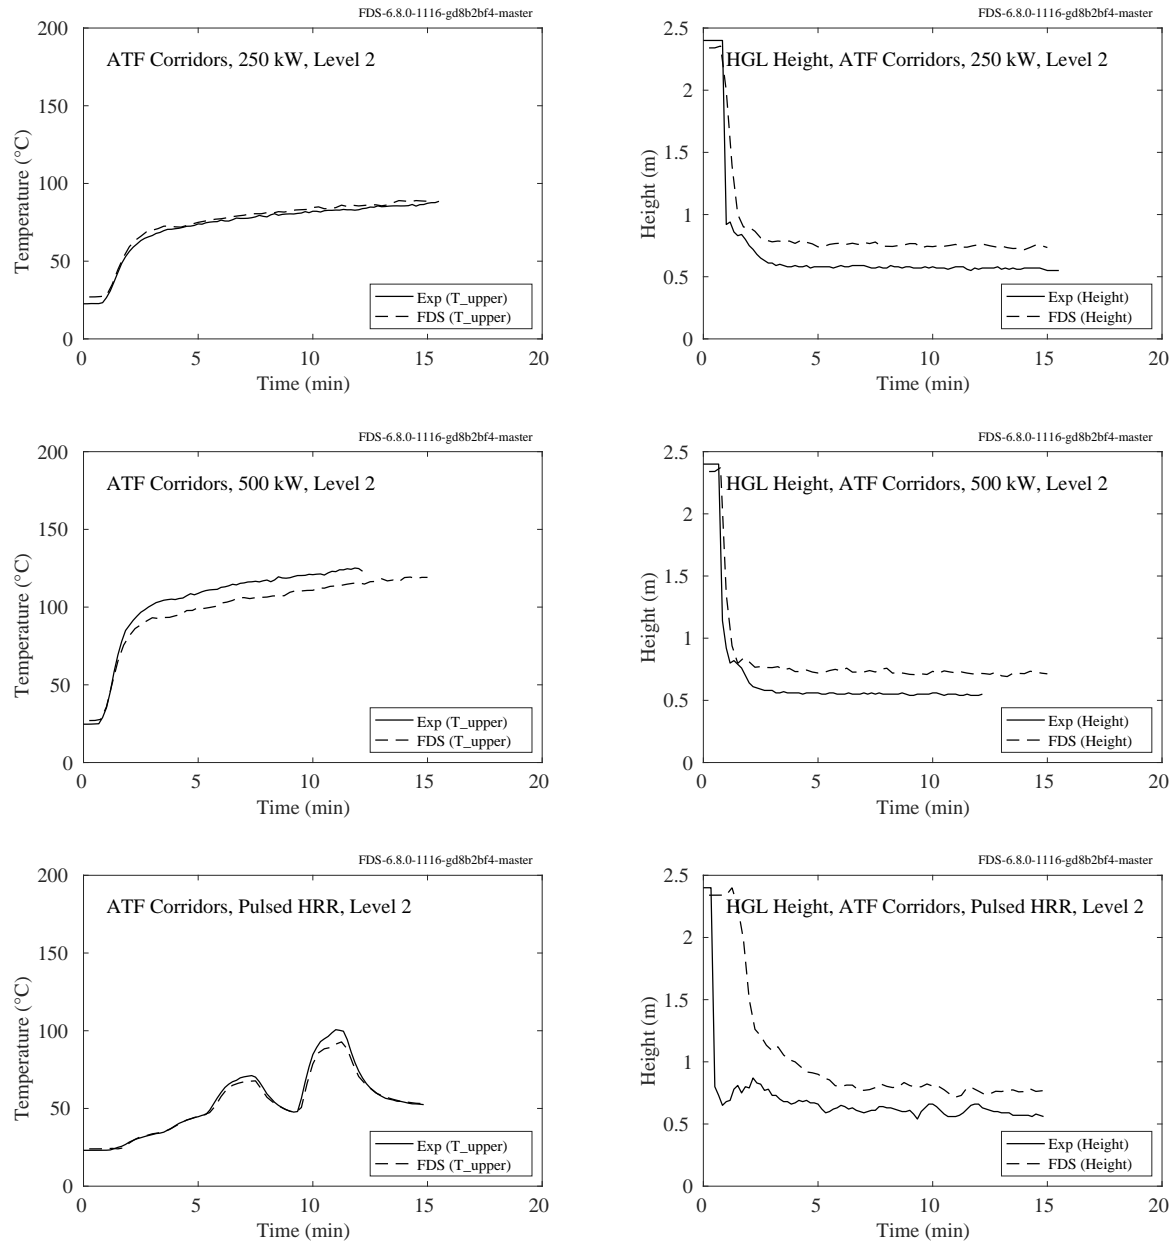 FDS-6.8.0-1116-gd8b2bf4-master
ATF Corridors, 250 kW, Level 2
Temperature (°C)
200
150
100
50
0
Exp (T_upper)
FDS (T_upper)
0 5 10 15 20
Time (min)
FDS-6.8.0-1116-gd8b2bf4-master
HGL Height, ATF Corridors, 250 kW, Level 2
Height (m)
2.5
2
1.5
1
0.5
0
Exp (Height)
FDS (Height)
0 5 10 15 20
Time (min)
FDS-6.8.0-1116-gd8b2bf4-master
ATF Corridors, 500 kW, Level 2
Temperature (°C)
200
150
100
50
0
Exp (T_upper)
FDS (T_upper)
0 5 10 15 20
Time (min)
FDS-6.8.0-1116-gd8b2bf4-master
HGL Height, ATF Corridors, 500 kW, Level 2
Height (m)
2.5
2
1.5
1
0.5
0
Exp (Height)
FDS (Height)
0 5 10 15 20
Time (min)
FDS-6.8.0-1116-gd8b2bf4-master
ATF Corridors, Pulsed HRR, Level 2
Temperature (°C)
200
150
100
50
0
Exp (T_upper)
FDS (T_upper)
0 5 10 15 20
Time (min)
FDS-6.8.0-1116-gd8b2bf4-master
HGL Height, ATF Corridors, Pulsed HRR, Level 2
Height (m)
2.5
2
1.5
1
0.5
0
Exp (Height)
FDS (Height)
0 5 10 15 20
Time (min)